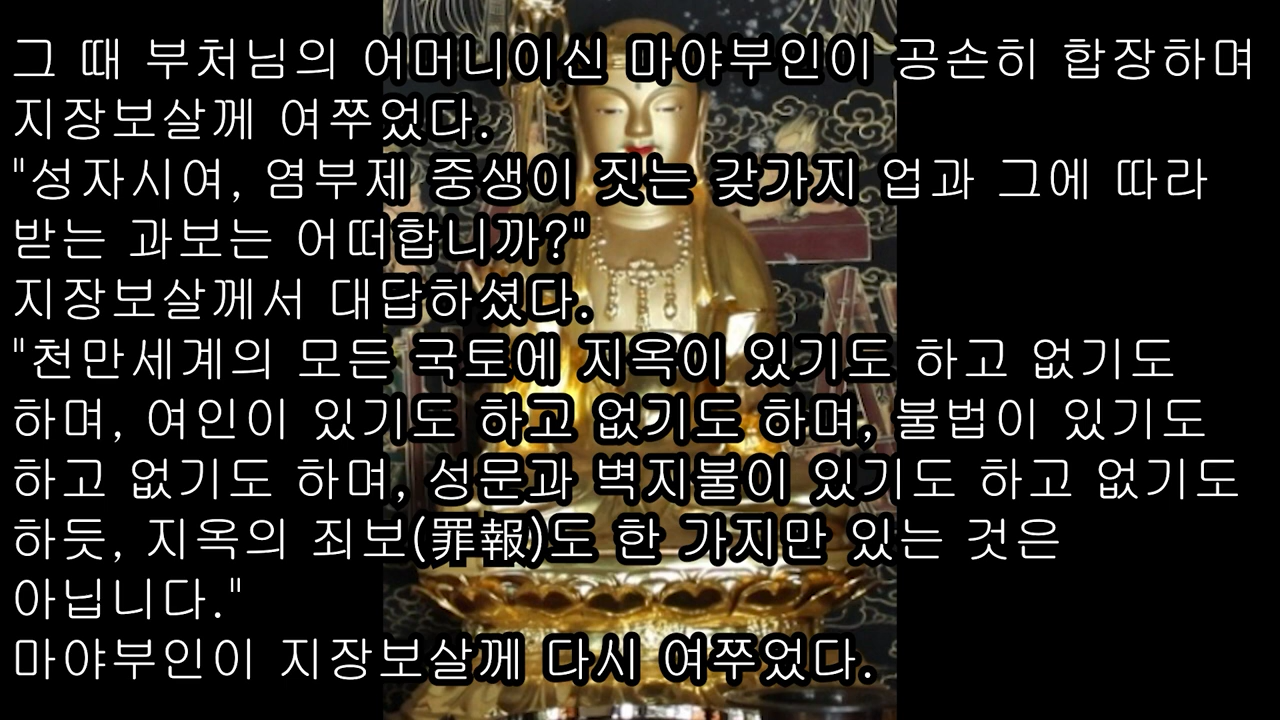 그 때 부처님의 어머니이신 마야부인이 공손히 합장하며
지장보살께 여쭈었다.
"성자시여, 염부제 중생이 짓는 갖가지 업과 그에 따라
받는 과보는 어떠합니까?"
지장보살께서 대답하셨다.
"천만세계의 모든 국토에 지옥이 있기도 하고 없기도
하며, 여인이 있기도 하고 없기도 하며, 불법이 있기도
하고 없기도 하며, 성문과 벽지불이 있기도 하고 없기도
하듯, 지옥의 죄보(罪報)도 한 가지만 있는 것은
아닙니다."
마야부인이 지장보살께 다시 여쭈었다.